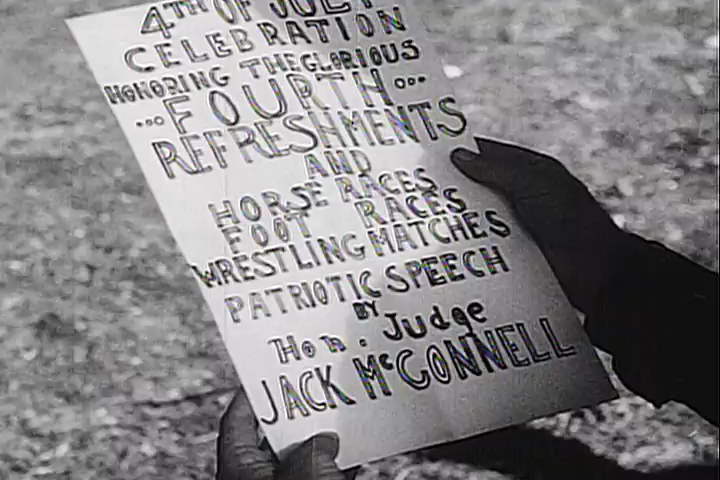 4TH OF JULY
CELEBRATION
HONORING THE GLORIOUS
...FOURTH...
REFRESHMENTS
AND
HORSE RACES
FOOT RACES
WRESTLING MATCHES
PATRIOTIC SPEECH
BY
Hon. Judge
JACK McCONNELL